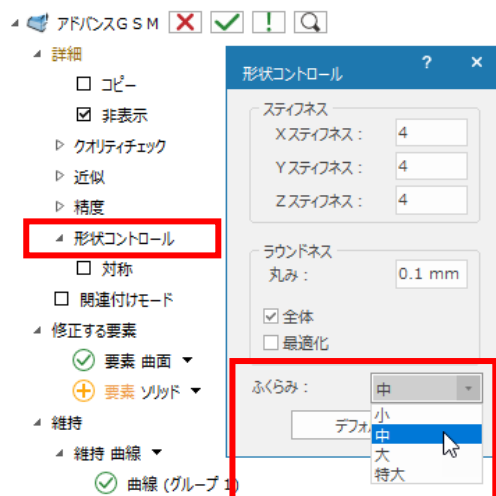 アドバンスＧＳＭ
詳細
コピー
非表示
クオリティチェック
近似
精度
形状コントロール
対称
関連付けモード
修正する要素
要素 曲面
要素 ソリッド
維持
維持 曲線
曲線 (グループ 1)
形状コントロール
?
×
スティフネス
Ｘスティフネス：
4
Ｙスティフネス：
4
Ｚスティフネス：
4
ラウンドネス
丸み：
0.1 mm
全体
最適化
ふくらみ：
中
デフォ
小
中
大
特大